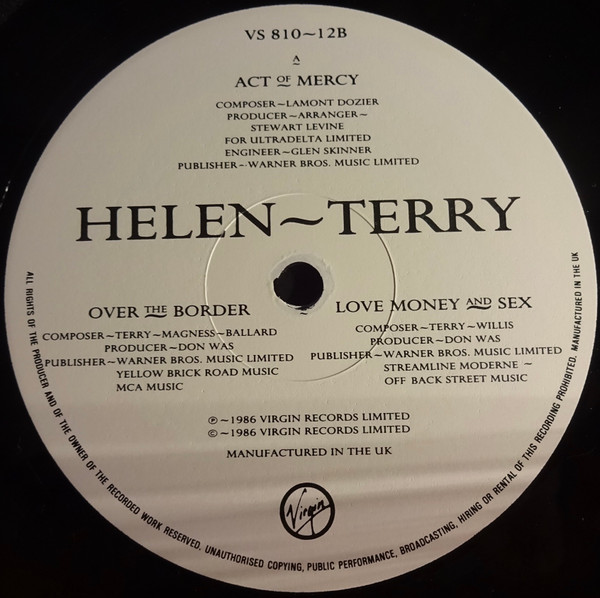 VS 810~12B
A
~
ACT OF MERCY
COMPOSER~LAMONT DOZIER
PRODUCER~ARRANGER~
STEWART LEVINE
FOR ULTRADELTA LIMITED
ENGINEER~GLEN SKINNER
PUBLISHER~WARNER BROS. MUSIC LIMITED
HELEN~TERRY
OVER THE BORDER
COMPOSER~TERRY~MAGNESS~BALLARD
PRODUCER~DON WAS
PUBLISHER~WARNER BROS. MUSIC LIMITED
YELLOW BRICK ROAD MUSIC
MCA MUSIC
LOVE MONEY AND SEX
COMPOSER~TERRY~WILLIS
PRODUCER~DON WAS
PUBLISHER~WARNER BROS. MUSIC LIMITED
STREAMLINE MODERNE ~
OFF BACK STREET MUSIC
℗~1986 VIRGIN RECORDS LIMITED
©~1986 VIRGIN RECORDS LIMITED
MANUFACTURED IN THE UK
Virgin
ALL RIGHTS OF THE PRODUCER AND OF THE OWNER OF THE RECORDED WORK RESERVED. UNAUTHORISED COPYING, PUBLIC PERFORMANCE, BROADCASTING, HIRING OR RENTAL OF THIS RECORDING PROHIBITED. MANUFACTURED IN THE UK